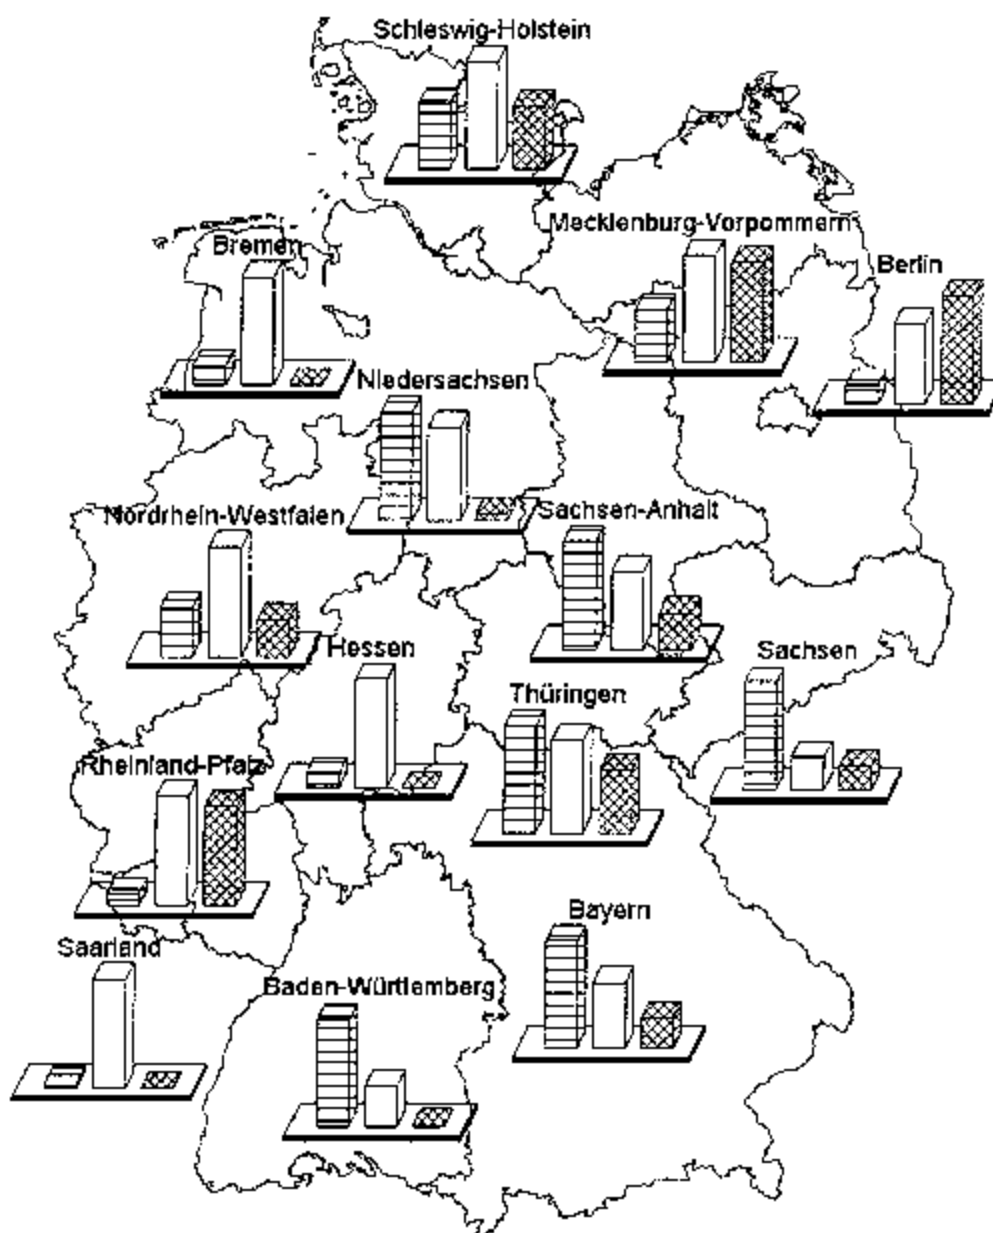 Schleswig-Holstein
Mecklenburg-Vorpommern
Bremen
Berlin
Niedersachsen
Nordrhein-Westfalen
Sachsen-Anhalt
Hessen
Sachsen
Thüringen
Rheinland-Pfalz
Bayern
Saarland
Baden-Württemberg